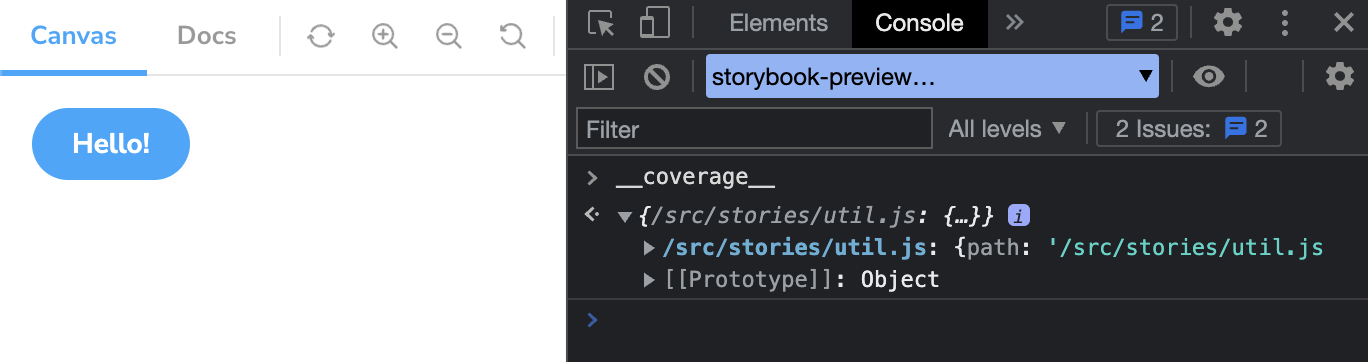 Canvas Docs
Hello!
Elements Console 2
storybook-preview…
Filter All levels 2 Issues: 2
__coverage__
{/src/stories/util.js: {…}} i
/src/stories/util.js: {path: '/src/stories/util.js
[[Prototype]]: Object